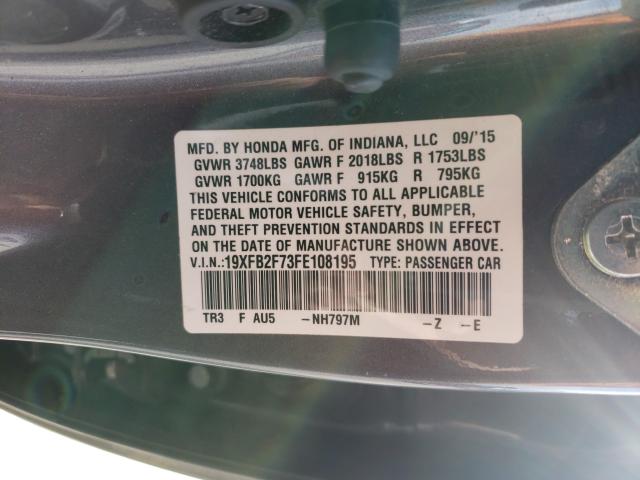 MFD. BY HONDA MFG. OF INDIANA, LLC 09/'15
GVWR 3748LBS GAWR F 2018LBS R 1753LBS
GVWR 1700KG GAWR F 915KG R 795KG
THIS VEHICLE CONFORMS TO ALL APPLICABLE
FEDERAL MOTOR VEHICLE SAFETY, BUMPER,
AND THEFT PREVENTION STANDARDS IN EFFECT
ON THE DATE OF MANUFACTURE SHOWN ABOVE.
V.I.N.:19XFB2F73FE108195 TYPE: PASSENGER CAR
TR3 F AU5 -NH797M -Z -E